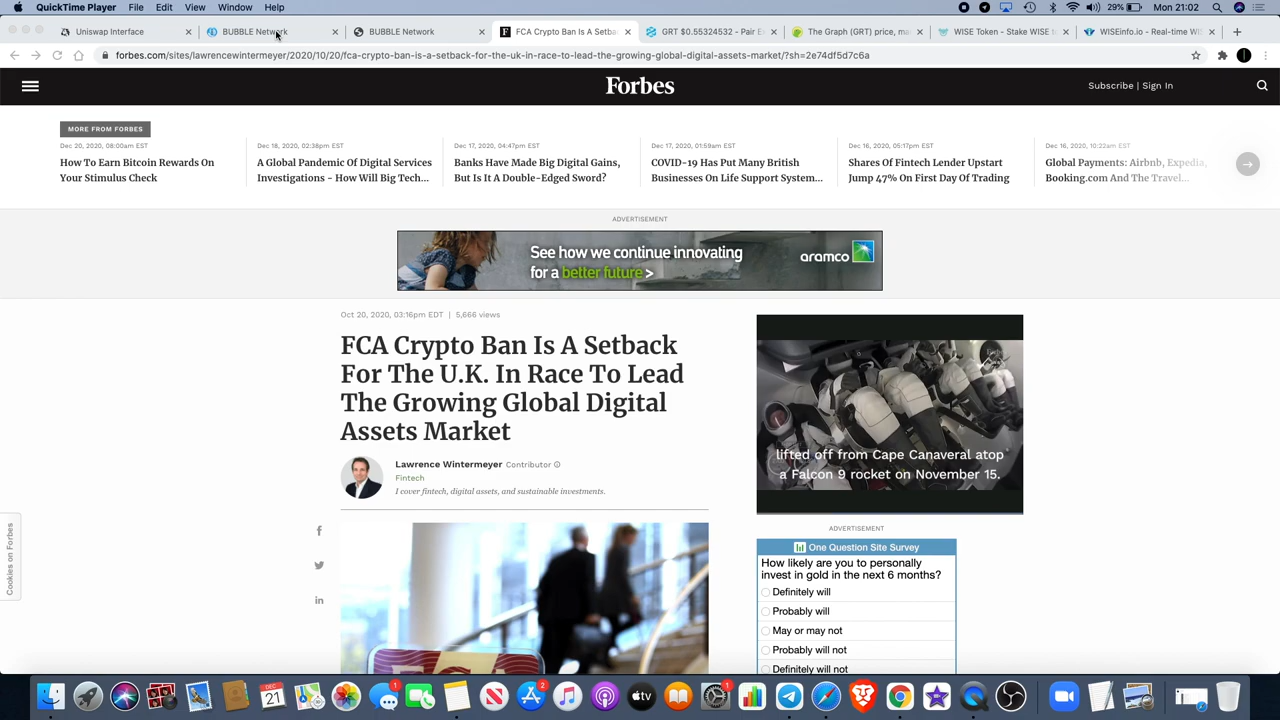 QuickTime Player File Edit View Window Help
29% Mon 21:02
Uniswap Interface
BUBBLE Network
BUBBLE Network
FCA Crypto Ban Is A Setba
GRT $0.55324532 - Pair E
The Graph (GRT) price, ma
WISE Token - Stake WISE t
WISEinfo.io - Real-time WI
forbes.com/sites/lawrencewintermeyer/2020/10/20/fca-crypto-ban-is-a-setback-for-the-uk-in-race-to-lead-the-growing-global-digital-assets-market/?sh=2e74df5d7c6a
Forbes
Subscribe | Sign In
MORE FROM FORBES
Dec 20, 2020, 08:00am EST
How To Earn Bitcoin Rewards On
Your Stimulus Check
Dec 18, 2020, 02:38pm EST
A Global Pandemic Of Digital Services
Investigations - How Will Big Tech...
Dec 17, 2020, 04:47pm EST
Banks Have Made Big Digital Gains,
But Is It A Double-Edged Sword?
Dec 17, 2020, 01:59am EST
COVID-19 Has Put Many British
Businesses On Life Support System...
Dec 16, 2020, 05:17pm EST
Shares Of Fintech Lender Upstart
Jump 47% On First Day Of Trading
Dec 16, 2020, 10:22am EST
Global Payments: Airbnb, Expedia,
Booking.com And The Travel...
ADVERTISEMENT
See how we continue innovating
for a better future >
aramco
Oct 20, 2020, 03:16pm EDT | 5,666 views
FCA Crypto Ban Is A Setback
For The U.K. In Race To Lead
The Growing Global Digital
Assets Market
Lawrence Wintermeyer Contributor
Fintech
I cover fintech, digital assets, and sustainable investments.
Cookies on Forbes
lifted off from Cape Canaveral atop
a Falcon 9 rocket on November 15.
ADVERTISEMENT
One Question Site Survey
How likely are you to personally
invest in gold in the next 6 months?
Definitely will
Probably will
May or may not
Probably will not
Definitely will not
DEC
21
1
2
1
tv